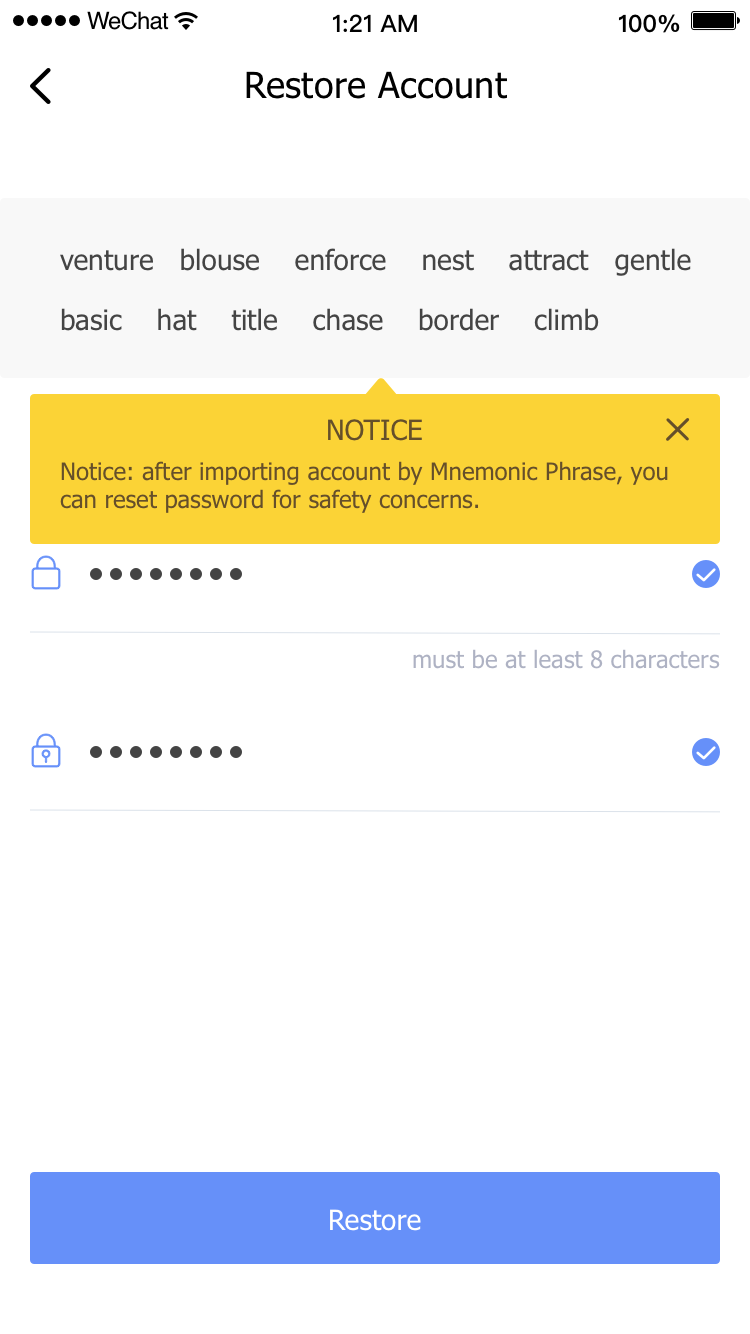 WeChat 1:21 AM 100%
Restore Account
venture blouse enforce nest attract gentle
basic hat title chase border climb
NOTICE
Notice: after importing account by Mnemonic Phrase, you
can reset password for safety concerns.
must be at least 8 characters
Restore